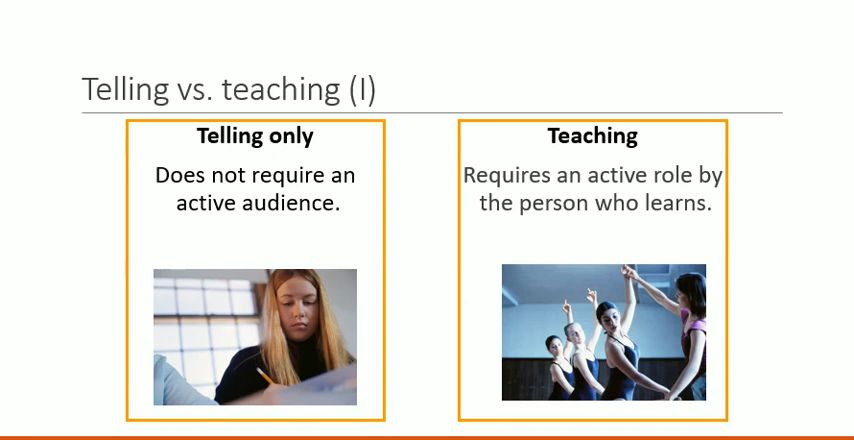 Telling vs. teaching (I)
Telling only
Does not require an
active audience.
Teaching
Requires an active role by
the person who learns.